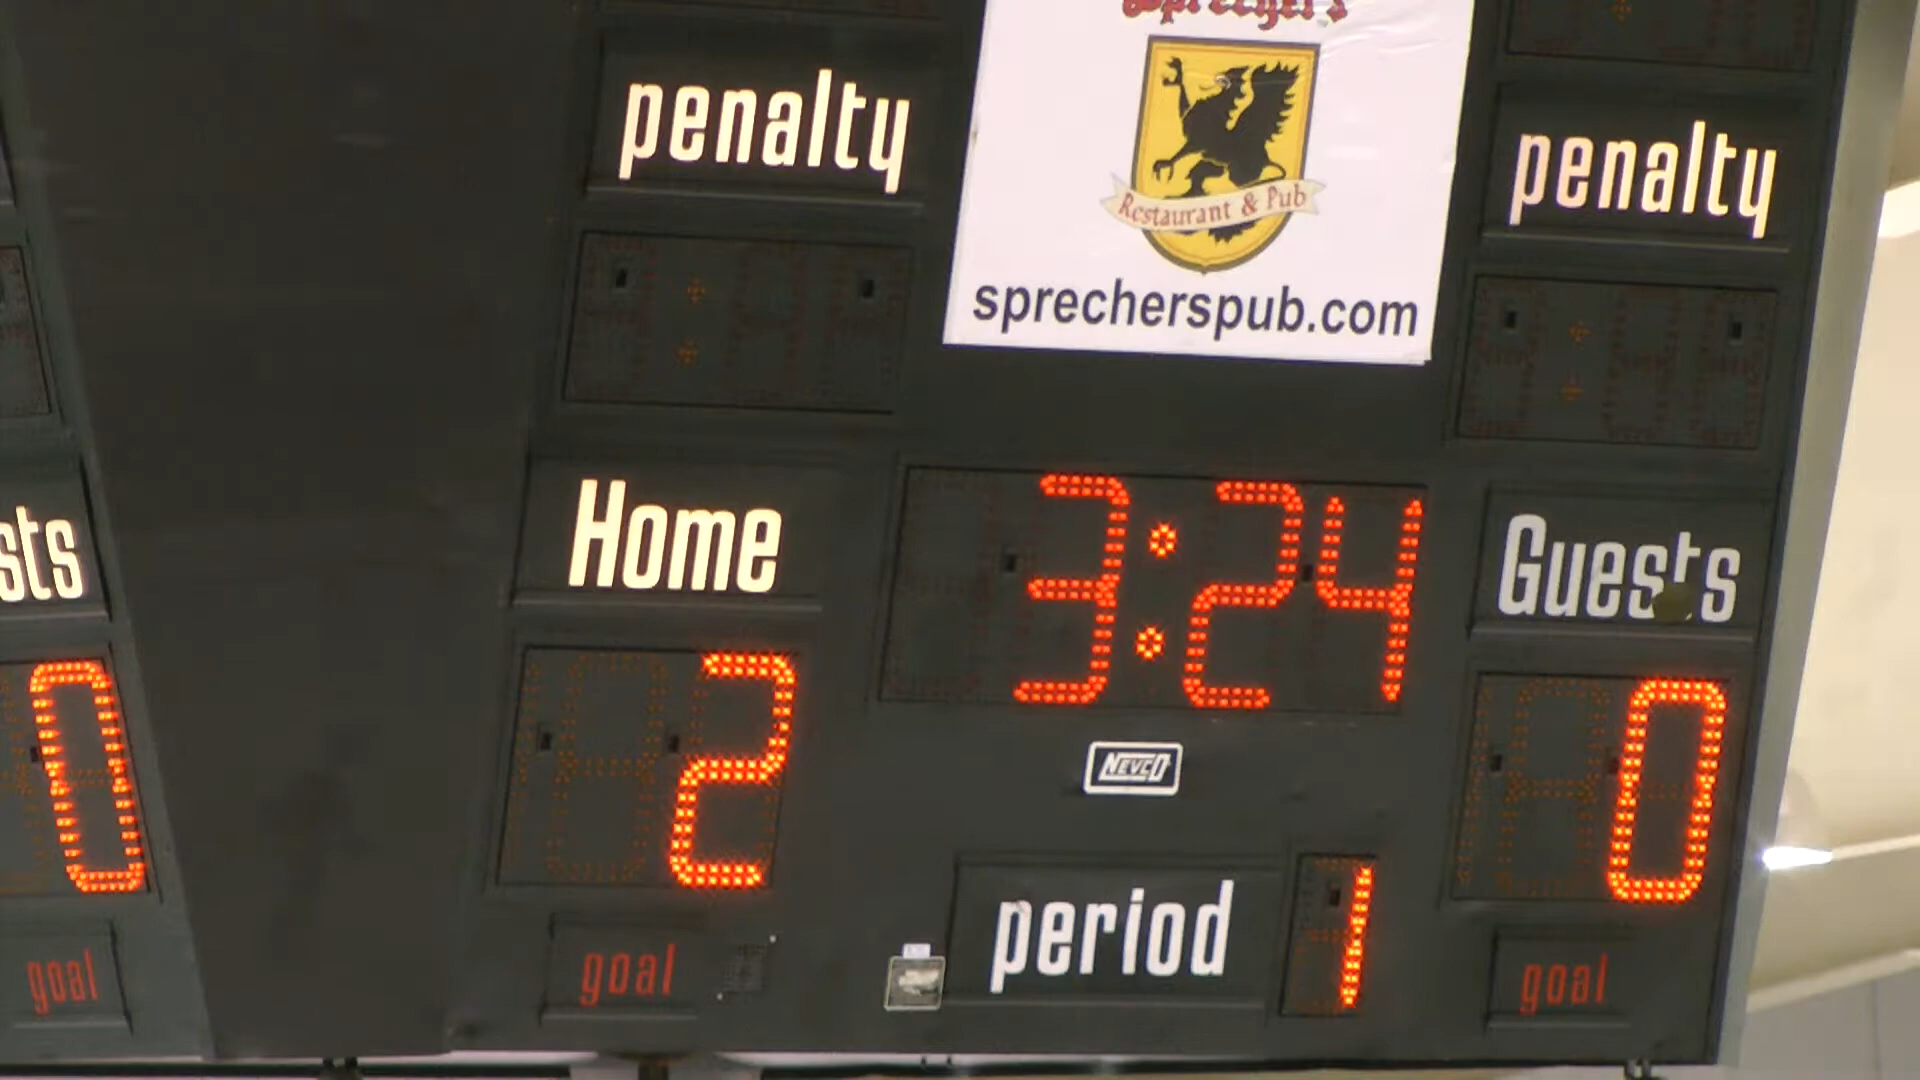 Sprecher's
penalty
Restaurant & Pub
penalty
sprecherspub.com
sts
Home
3:24
Guests
0
2
NEVCO
0
period
1
goal
goal
goal